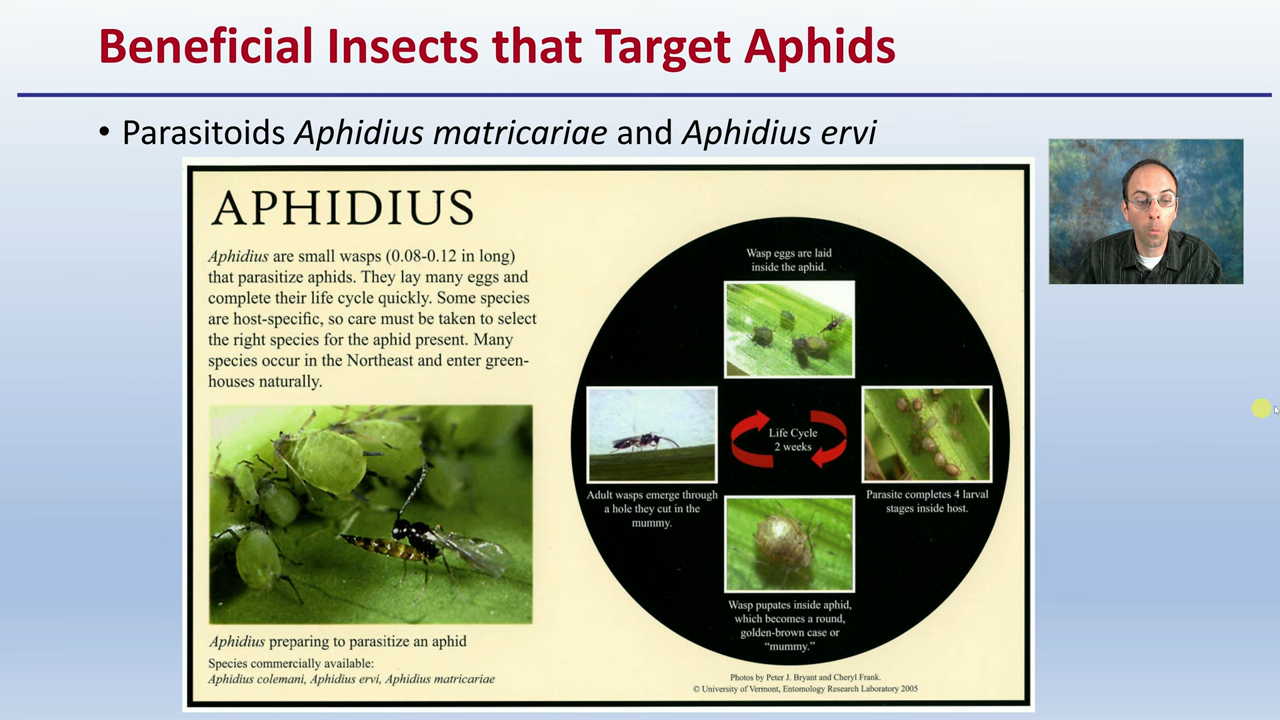 Beneficial Insects that Target Aphids
• Parasitoids Aphidius matricariae and Aphidius ervi
APHIDIUS
Aphidius are small wasps (0.08-0.12 in long)
that parasitize aphids. They lay many eggs and
complete their life cycle quickly. Some species
are host-specific, so care must be taken to select
the right species for the aphid present. Many
species occur in the Northeast and enter green-
houses naturally.
Aphidius preparing to parasitize an aphid
Species commercially available:
Aphidius colemani, Aphidius ervi, Aphidius matricariae
Wasp eggs are laid
inside the aphid.
Life Cycle
2 weeks
Parasite completes 4 larval
stages inside host.
Wasp pupates inside aphid,
which becomes a round,
golden-brown case or
“mummy.”
Adult wasps emerge through
a hole they cut in the
mummy.
Photos by Peter J. Bryant and Cheryl Frank.
© University of Vermont, Entomology Research Laboratory 2005